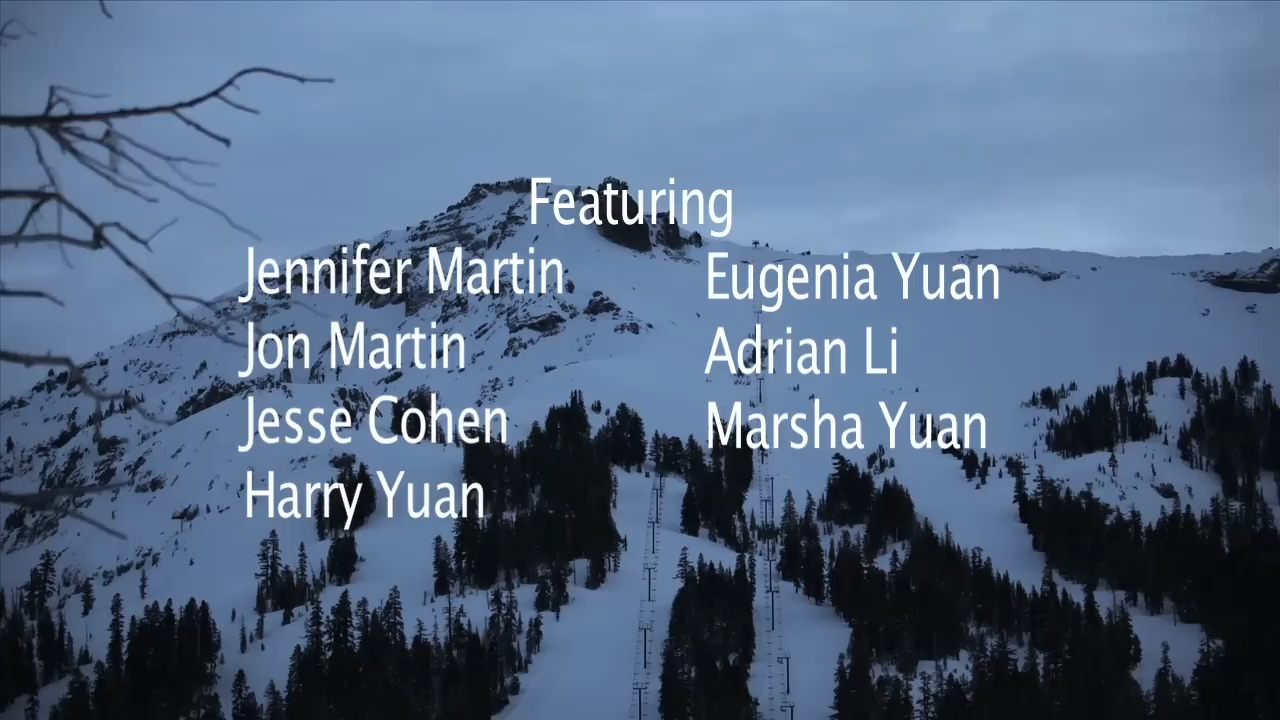 Featuring
Jennifer Martin
Jon Martin
Jesse Cohen
Harry Yuan
Eugenia Yuan
Adrian Li
Marsha Yuan